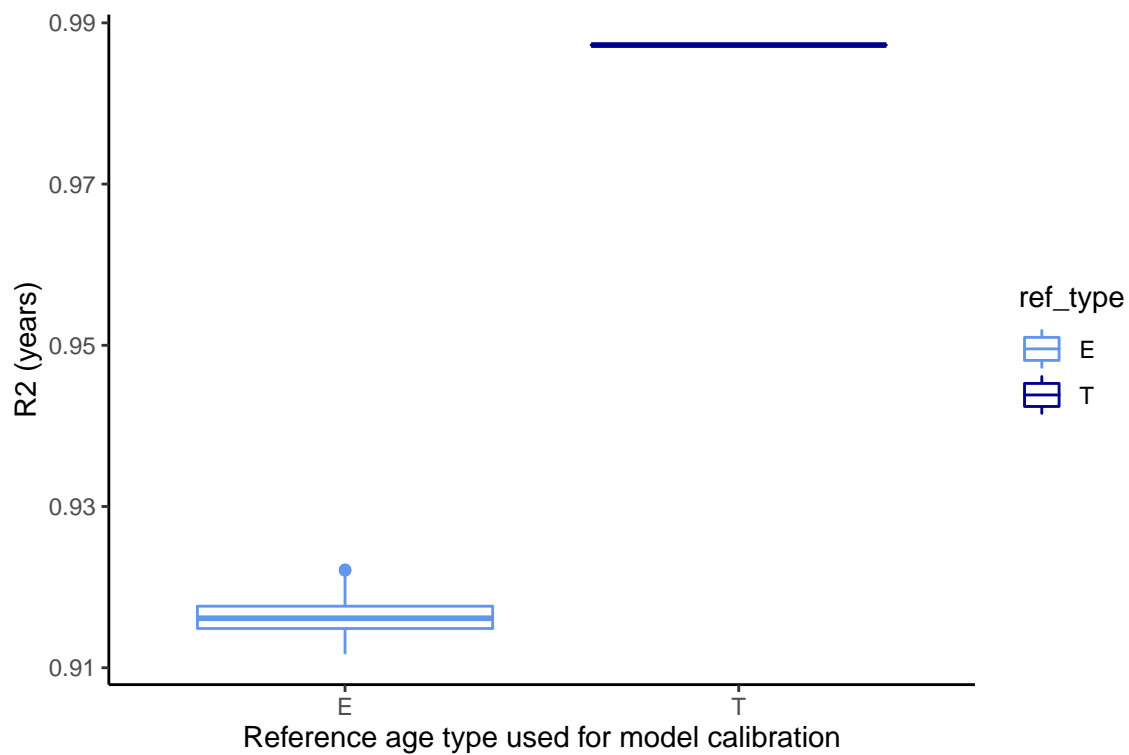 0.99
0.97
0.95
0.93
0.91
R2 (years)
E
T
Reference age type used for model calibration
ref_type
E
T